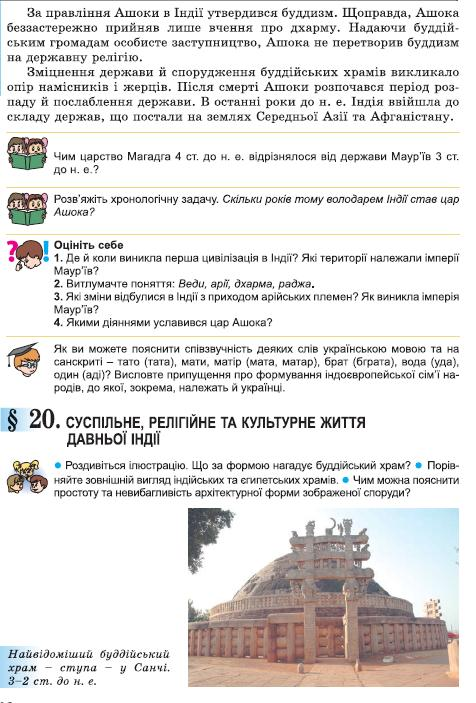 За правління Ашоки в Індії утвердився буддизм. Щоправда, Ашока
беззастережно прийняв лише вчення про дхарму. Надаючи буддій-
ським громадам особисте заступництво, Ашока не перетворив буддизм
на державну релігію.
Зміцнення держави й спорудження буддійських храмів викликало
опір намісників і жерців. Після смерті Ашоки розпочався період роз-
паду й послаблення держави. В останні роки до н. е. Індія ввійшла до
складу держав, що постали на землях Середньої Азії та Афганістану.
Чим царство Магадга 4 ст. до н. е. відрізнялося від держави Маур'їв 3 ст.
до н. е.?
Розв'яжіть хронологічну задачу. Скільки років тому володарем Індії став цар
Ашока?
Оцініть себе
1. Де й коли виникла перша цивілізація в Індії? Які території належали імперії
Маур'їв?
2. Витлумачте поняття: Веди, арії, дхарма, раджа.
3. Які зміни відбулися в Індії з приходом арійських племен? Як виникла імперія
Маур'їв?
4. Якими діяннями уславився цар Ашока?
Як ви можете пояснити співзвучність деяких слів українською мовою та на
санскриті – тато (тата), мати, матір (мата, матар), брат (бграта), вода (уда),
один (аді)? Висловте припущення про формування індоєвропейської сім'ї на-
родів, до якої, зокрема, належать й українці.
§ 20. СУСПІЛЬНЕ, РЕЛІГІЙНЕ ТА КУЛЬТУРНЕ ЖИТТЯ
ДАВНЬОЇ ІНДІЇ
● Роздивіться ілюстрацію. Що за формою нагадує буддійський храм? ● Порів-
няйте зовнішній вигляд індійських та єгипетських храмів. ● Чим можна пояснити
простоту та невибагливість архітектурної форми зображеної споруди?
Найвідоміший буддійський
храм – ступа – у Санчі.
3–2 ст. до н. е.